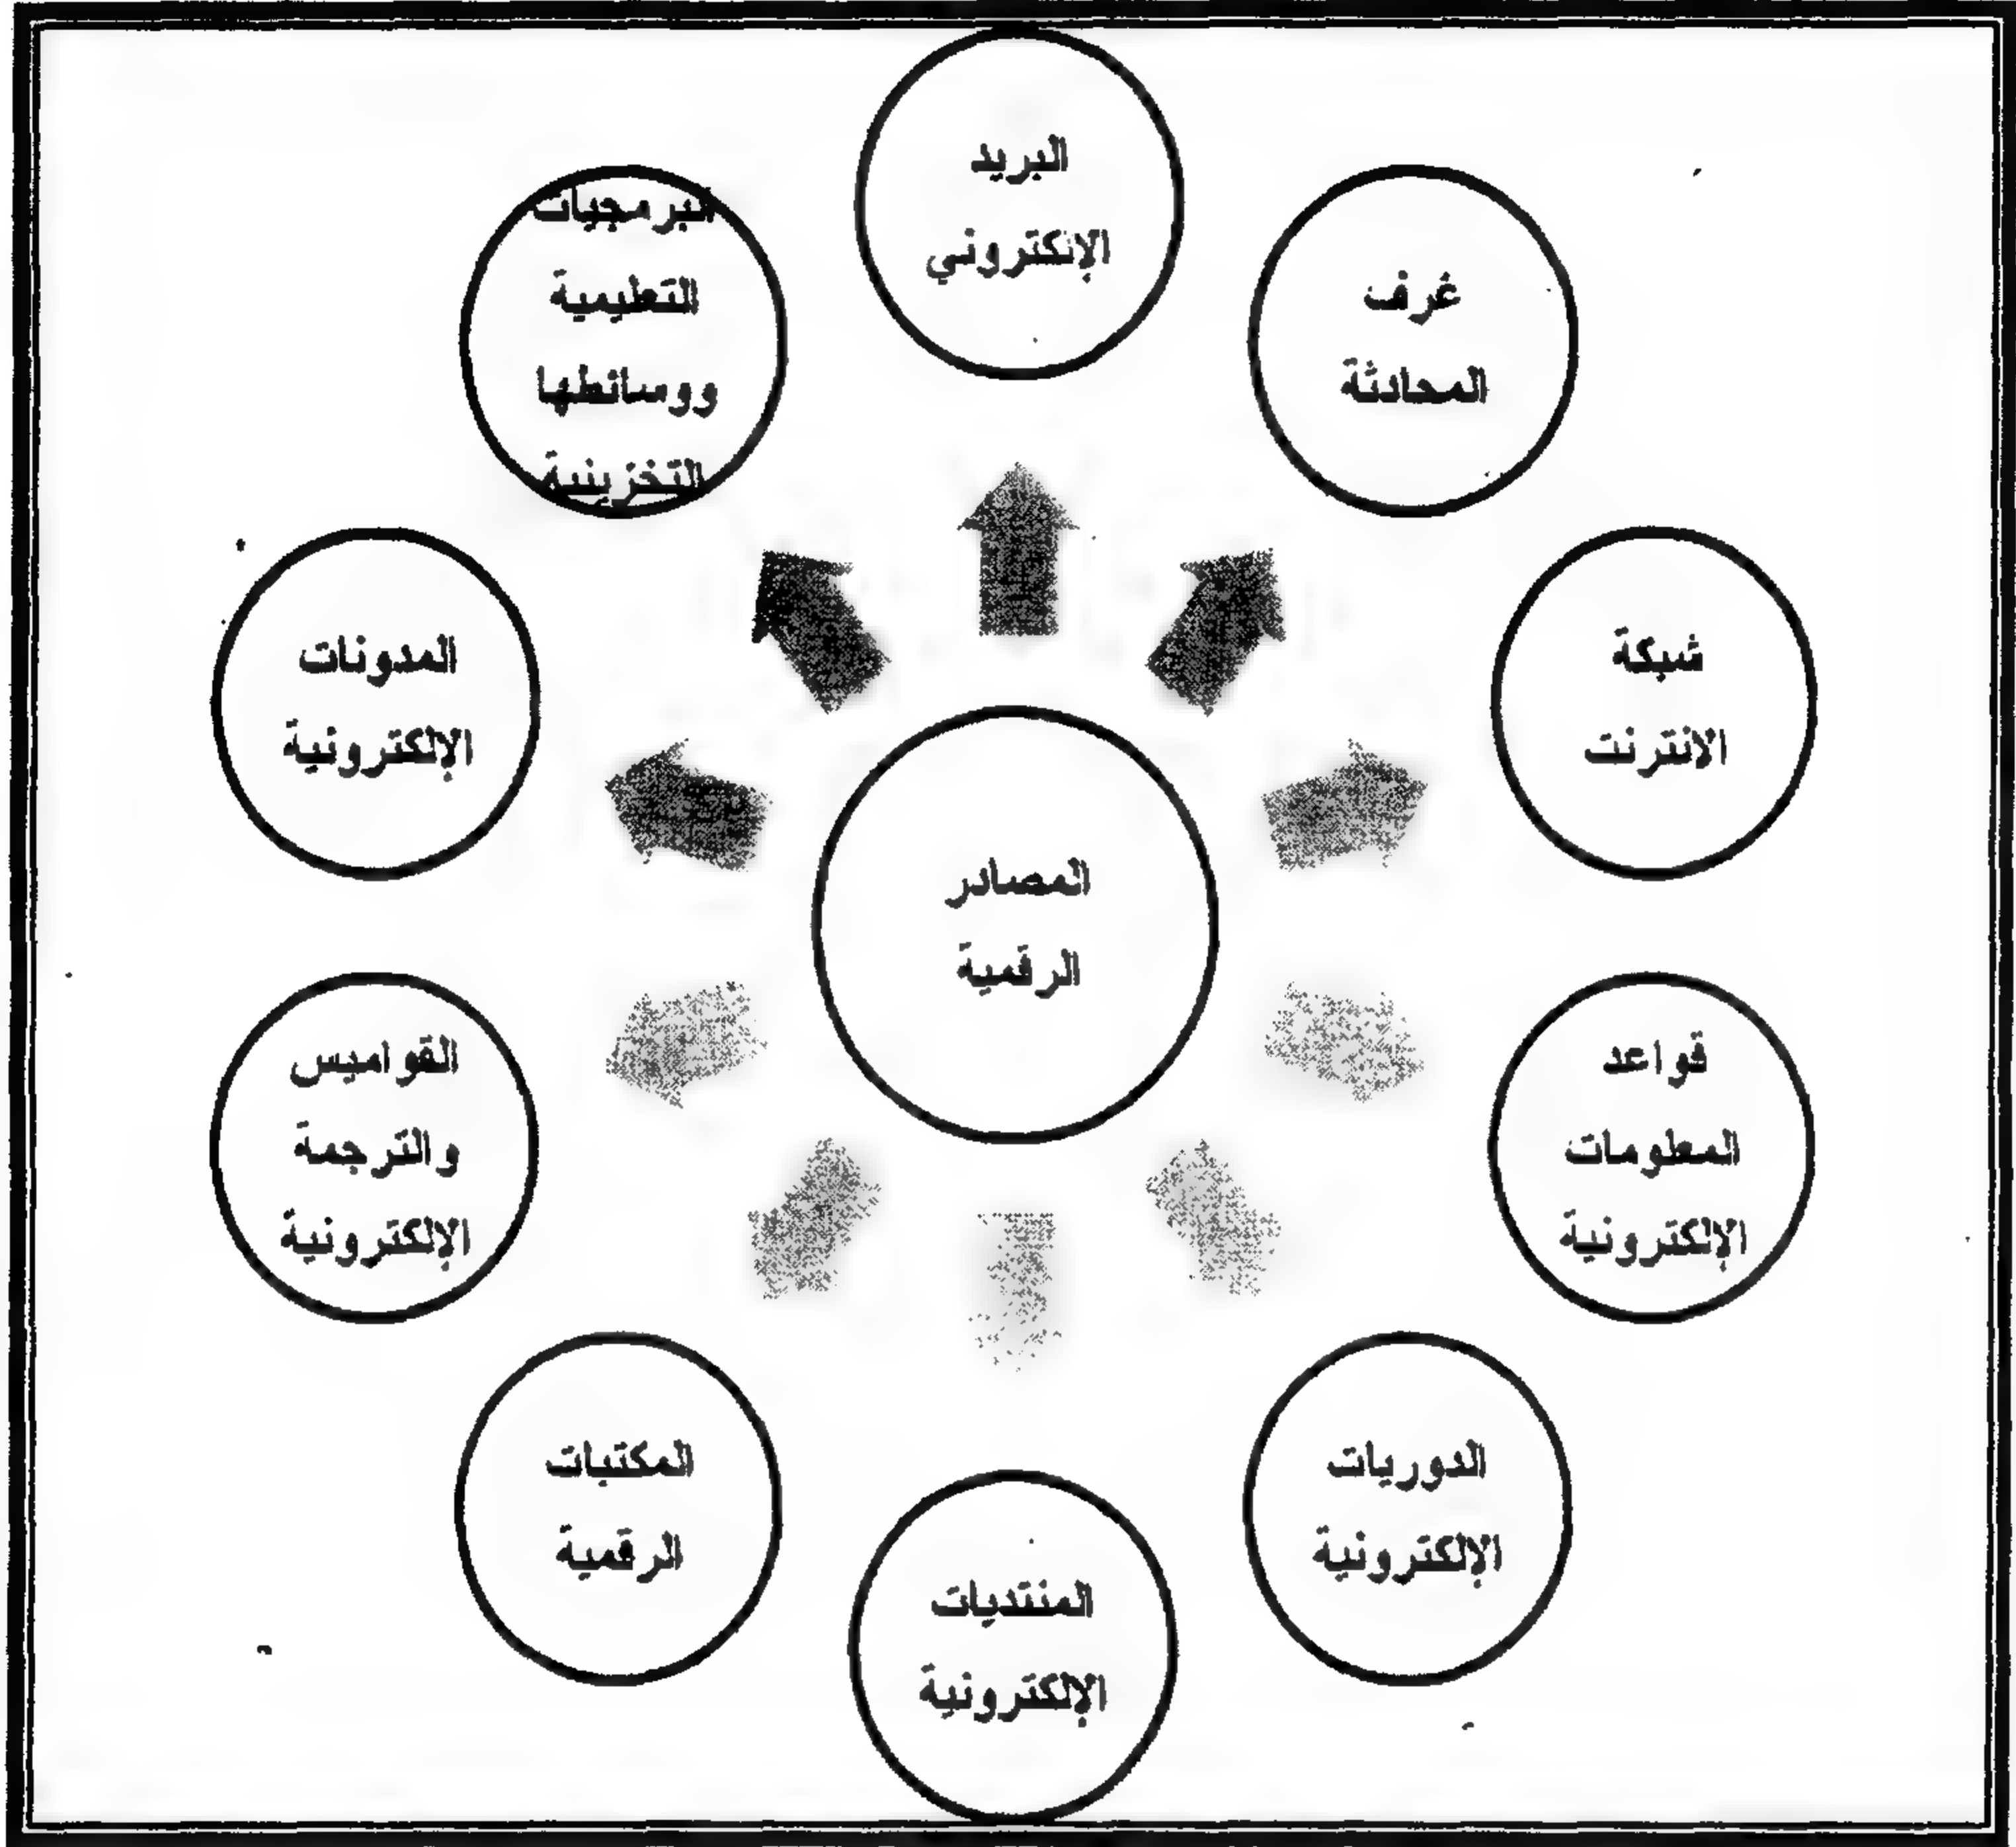 البريد
الإلكتروني
غرف
المحادثة
شبكة
الانترنت
قواعد
المعلومات
الإلكترونية
الدوريات
الإلكترونية
المنتديات
الإلكترونية
المكتبات
الرقمية
القواميس
والترجمة
الإلكترونية
المدونات
الإلكترونية
البرمجيات
التعليمية
ووسائطها
التخزينية
المصادر
الرقمية